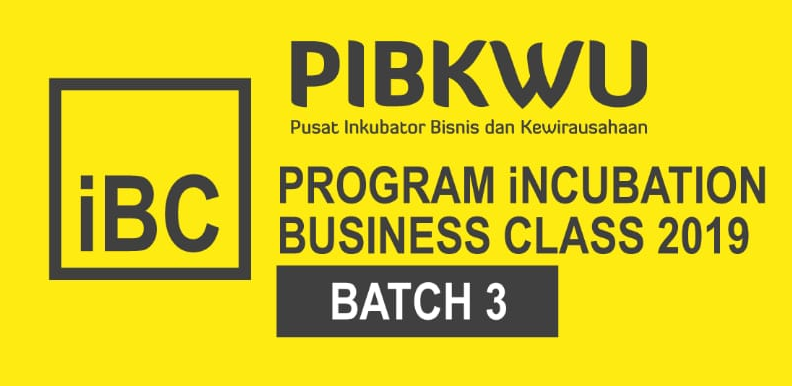 iBC
PIBKWU
Pusat Inkubator Bisnis dan Kewirausahaan
PROGRAM iNCUBATION
BUSINESS CLASS 2019
BATCH 3